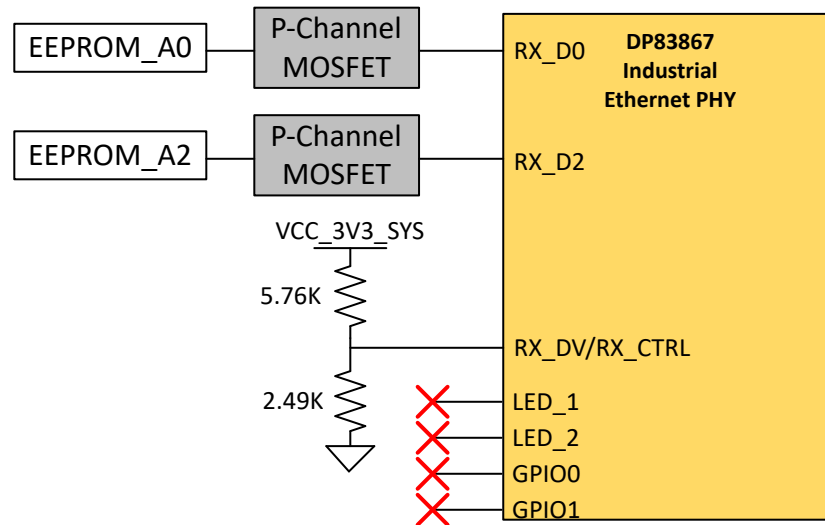 EEPROM_A0
P-Channel
MOSFET
RX_D0
DP83867
Industrial
Ethernet PHY
EEPROM_A2
P-Channel
MOSFET
RX_D2
VCC_3V3_SYS
5.76K
RX_DV/RX_CTRL
2.49K
LED_1
LED_2
GPIO0
GPIO1